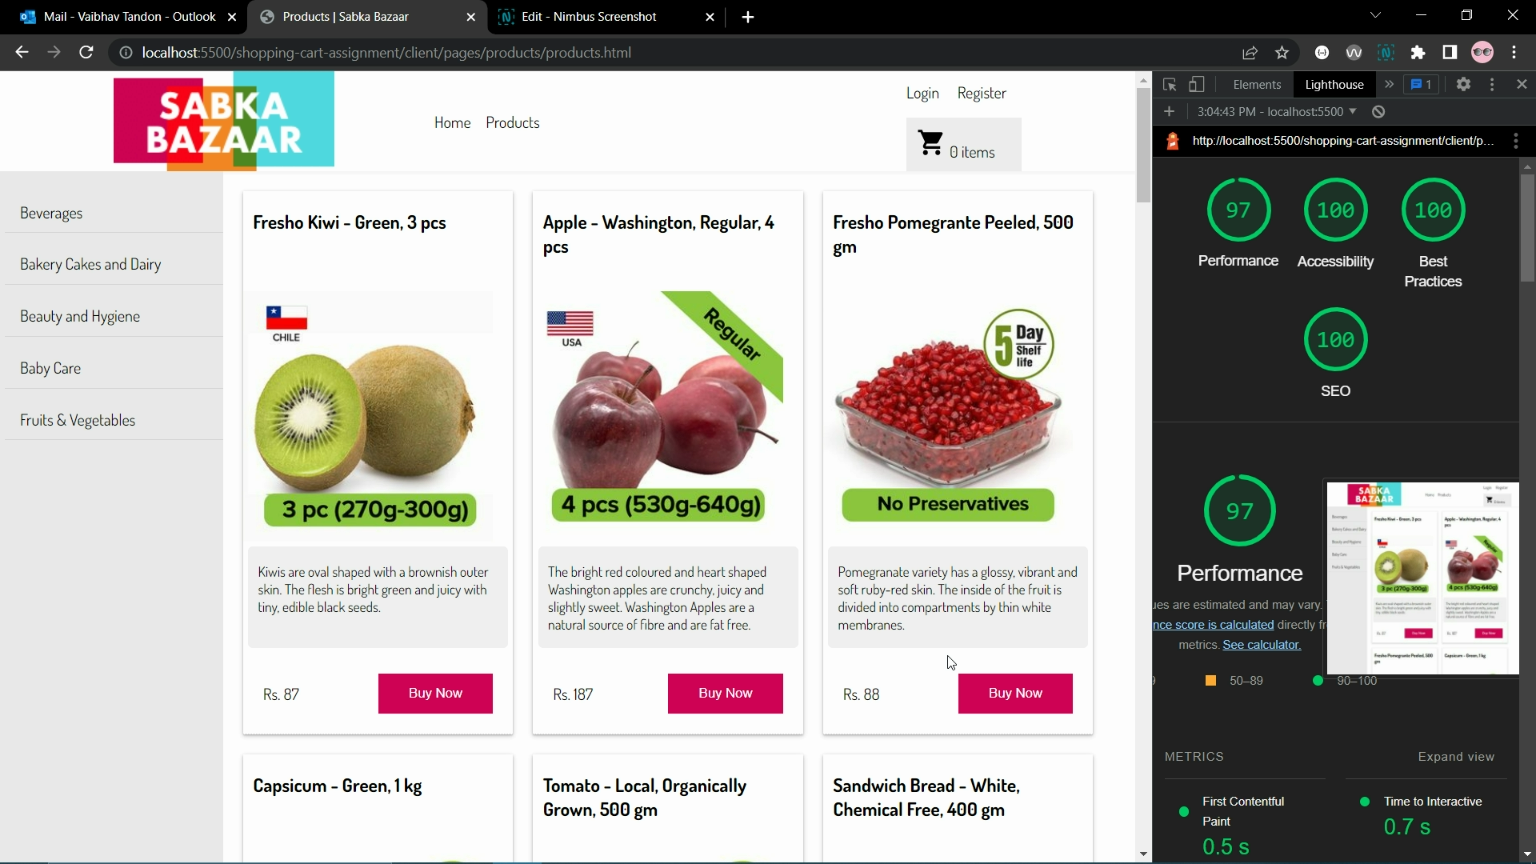 Mail - Vaibhav Tandon - Outlook
Products | Sabka Bazaar
Edit - Nimbus Screenshot
localhost:5500/shopping-cart-assignment/client/pages/products/products.html
SABKA
BAZAAR
Home Products
Login Register
0 items
Beverages
Bakery Cakes and Dairy
Beauty and Hygiene
Baby Care
Fruits & Vegetables
Fresho Kiwi - Green, 3 pcs
CHILE
3 pc (270g-300g)
Kiwis are oval shaped with a brownish outer
skin. The flesh is bright green and juicy with
tiny, edible black seeds.
Rs. 87
Buy Now
Apple - Washington, Regular, 4
pcs
USA
Regular
4 pcs (530g-640g)
The bright red coloured and heart shaped
Washington apples are crunchy, juicy and
slightly sweet. Washington Apples are a
natural source of fibre and are fat free.
Rs. 187
Buy Now
Fresho Pomegrante Peeled, 500
gm
5 Day
Shelf
life
No Preservatives
Pomegranate variety has a glossy, vibrant and
soft ruby-red skin. The inside of the fruit is
divided into compartments by thin white
membranes.
Rs. 88
Buy Now
Capsicum - Green, 1 kg
Tomato - Local, Organically
Grown, 500 gm
Sandwich Bread - White,
Chemical Free, 400 gm
Elements
Lighthouse
1
3:04:43 PM - localhost:5500
http://localhost:5500/shopping-cart-assignment/client/p...
97
Performance
100
Accessibility
100
Best
Practices
100
SEO
97
Performance
ues are estimated and may vary.
nce score is calculated directly fr
metrics. See calculator.
50–89
90–100
METRICS
Expand view
First Contentful
Paint
0.5 s
Time to Interactive
0.7 s